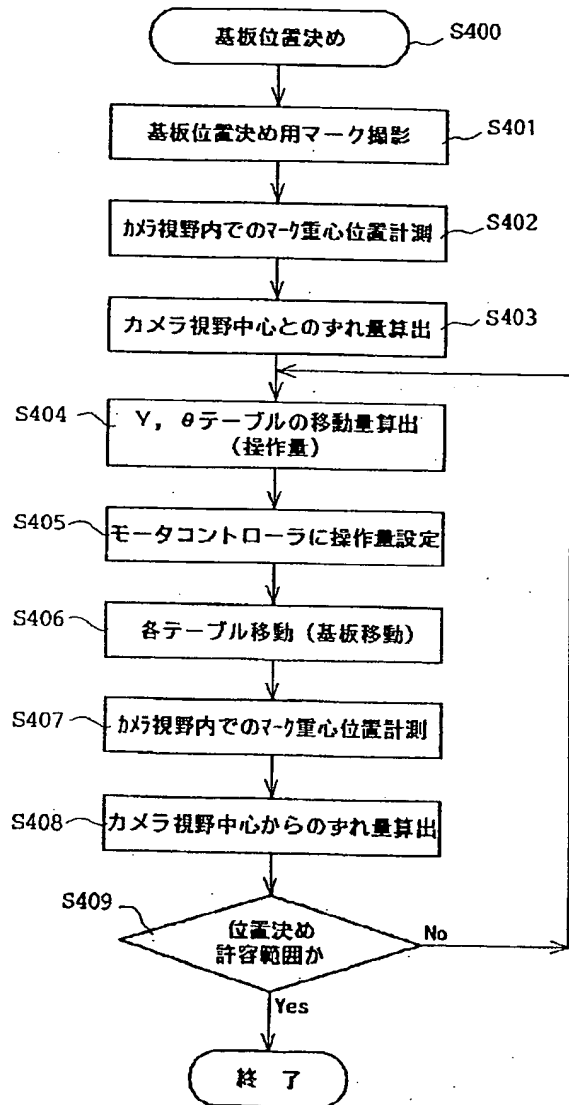 基板位置決め
S400
基板位置決め用マーク撮影
S401
ｶﾒﾗ視野内でのﾏｰｸ重心位置計測
S402
カメラ視野中心とのずれ量算出
S403
S404
Y, θテーブルの移動量算出
(操作量)
S405
モータコントローラに操作量設定
S406
各テーブル移動(基板移動)
S407
ｶﾒﾗ視野内でのﾏｰｸ重心位置計測
S408
カメラ視野中心からのずれ量算出
S409
位置決め
許容範囲か
No
Yes
終 了